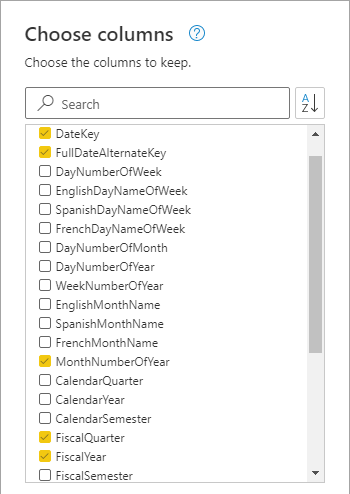 Choose columns
Choose the columns to keep.
Search
A
Z
DateKey
FullDateAlternateKey
DayNumberOfWeek
EnglishDayNameOfWeek
SpanishDayNameOfWeek
FrenchDayNameOfWeek
DayNumberOfMonth
DayNumberOfYear
WeekNumberOfYear
EnglishMonthName
SpanishMonthName
FrenchMonthName
MonthNumberOfYear
CalendarQuarter
CalendarYear
CalendarSemester
FiscalQuarter
FiscalYear
FiscalSemester